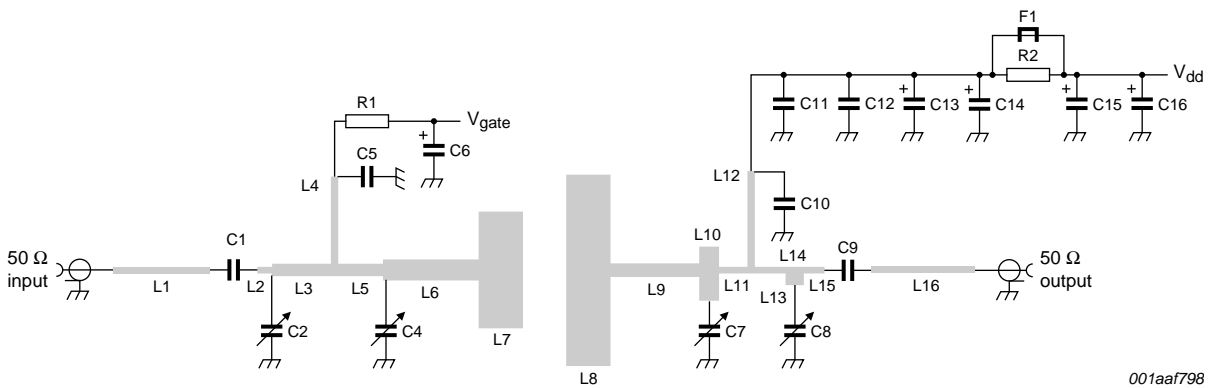 F1
R2
V_dd
C11
C12
C13
C14
C15
C16
+
+
+
+
R1
V_gate
+
C6
C5
L4
L12
C10
50 Ω
input
C1
L1
L2
L3
L5
L6
L7
C2
C4
L8
L9
L10
L11
L14
L13
L15
C9
L16
50 Ω
output
C7
C8
001aaf798